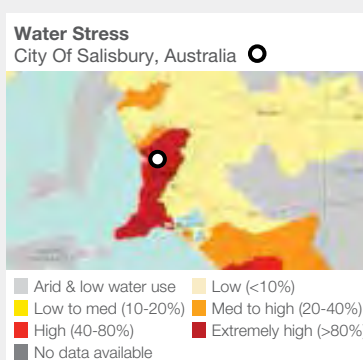 Water Stress
City Of Salisbury, Australia
Arid & low water use
Low (<10%)
Low to med (10-20%)
Med to high (20-40%)
High (40-80%)
Extremely high (>80%
No data available